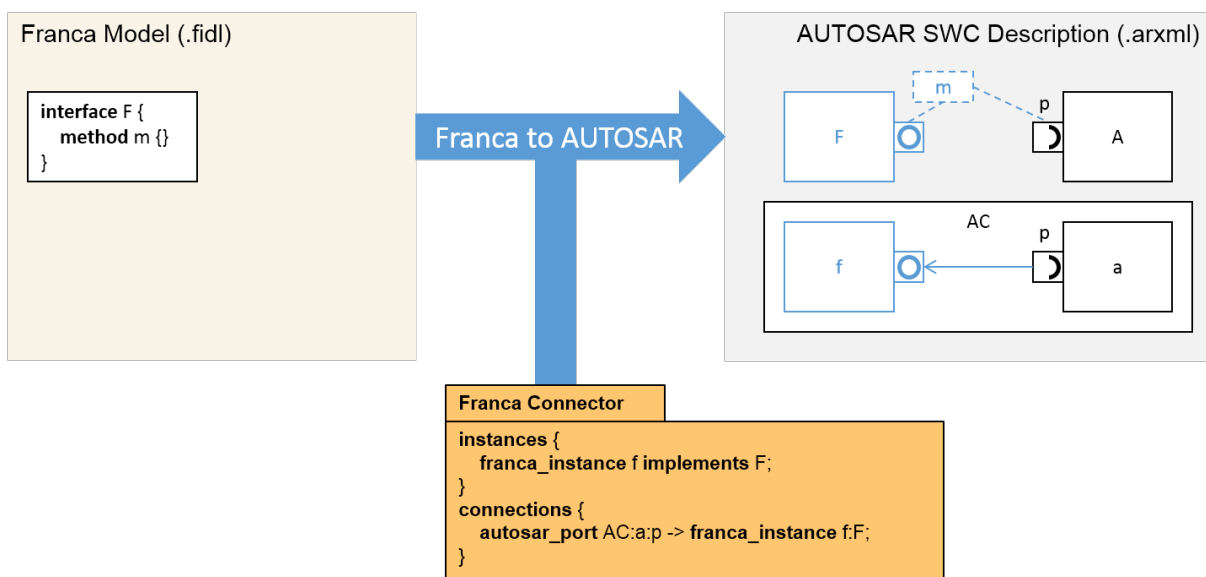 Franca Model (.fidl)
interface F {
method m {}
}
Franca to AUTOSAR
AUTOSAR SWC Description (.arxml)
m
p
F
A
AC
p
f
a
Franca Connector
instances {
franca_instance f implements F;
}
connections {
autosar_port AC:a:p -> franca_instance f:F;
}